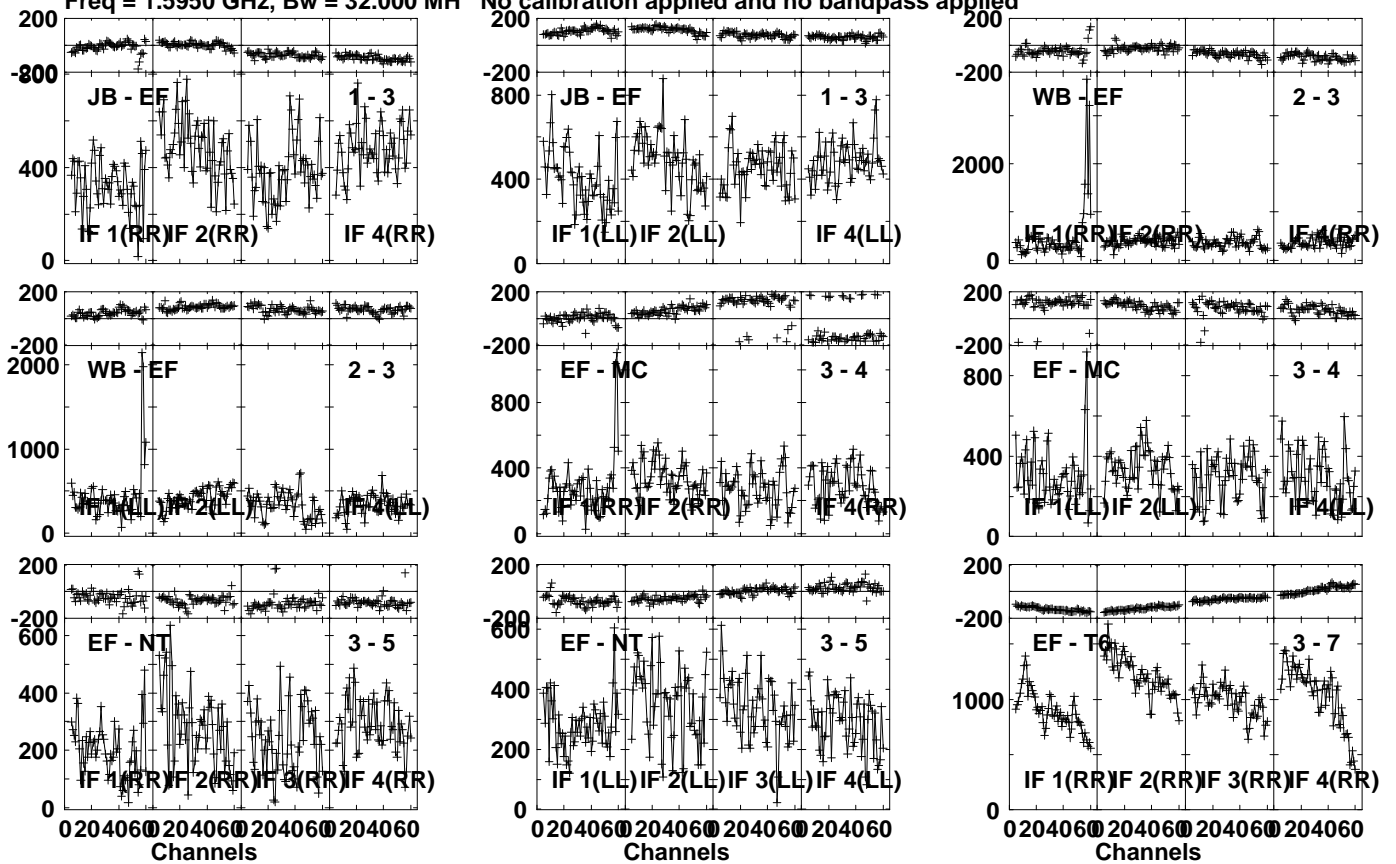 Freq = 1.5950 GHz, Bw = 32.000 MH No calibration applied and no bandpass applied
200 200 200
-200 -200 -200
800 JB - EF 1 - 3 800 JB - EF 1 - 3 WB - EF 2 - 3
400 400 2000
IF 1(RR) IF 2(RR) IF 4(RR) IF 1(LL) IF 2(LL) IF 4(LL) IF 1(RR) IF 2(RR) IF 4(RR)
0 0 0
200 200 200
-200 -200 -200
2000 WB - EF 2 - 3 EF - MC 3 - 4 EF - MC 3 - 4
800 800
1000 400 400
IF 1(LL) IF 2(LL) IF 4(LL) IF 1(RR) IF 2(RR) IF 4(RR) IF 1(LL) IF 2(LL) IF 4(LL)
0 0 0
200 200 200
-200 -200 -200
600 EF - NT 3 - 5 600 EF - NT 3 - 5 EF - T6 3 - 7
400 400 1000
200 200
IF 1(RR) IF 2(RR) IF 3(RR) IF 4(RR) IF 1(LL) IF 2(LL) IF 3(LL) IF 4(LL) IF 1(RR) IF 2(RR) IF 3(RR) IF 4(RR)
0 0 0
0 20 40 60 0 20 40 60 0 20 40 60 0 20 40 60 0 20 40 60 0 20 40 60 0 20 40 60 0 20 40 60 0 20 40 60 0 20 40 60 0 20 40 60 0 20 40 60
Channels Channels Channels